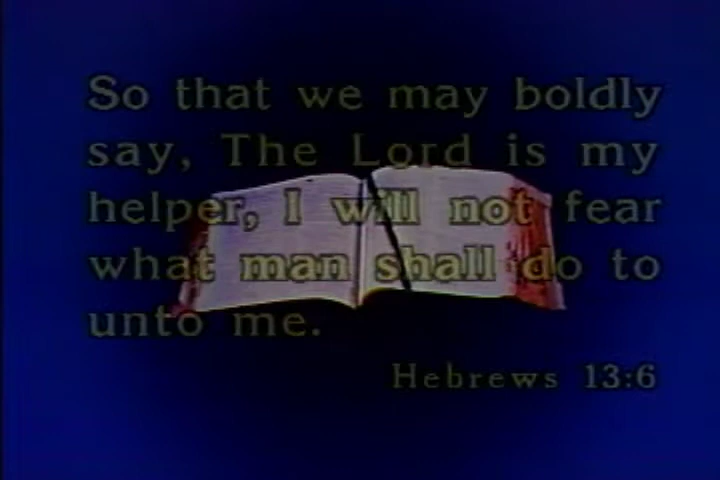 So that we may boldly
say, The Lord is my
helper, I will not fear
what man shall do to
unto me.
Hebrews 13:6